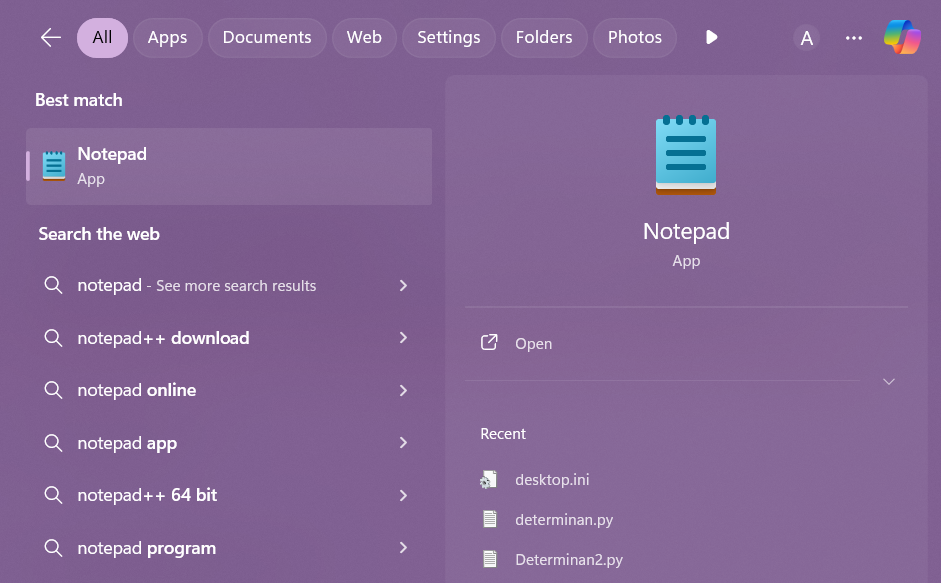 All
Apps
Documents
Web
Settings
Folders
Photos
A
Best match
Notepad
App
Search the web
notepad - See more search results
notepad++ download
notepad online
notepad app
notepad++ 64 bit
notepad program
Notepad
App
Open
Recent
desktop.ini
determinan.py
Determinan2.py